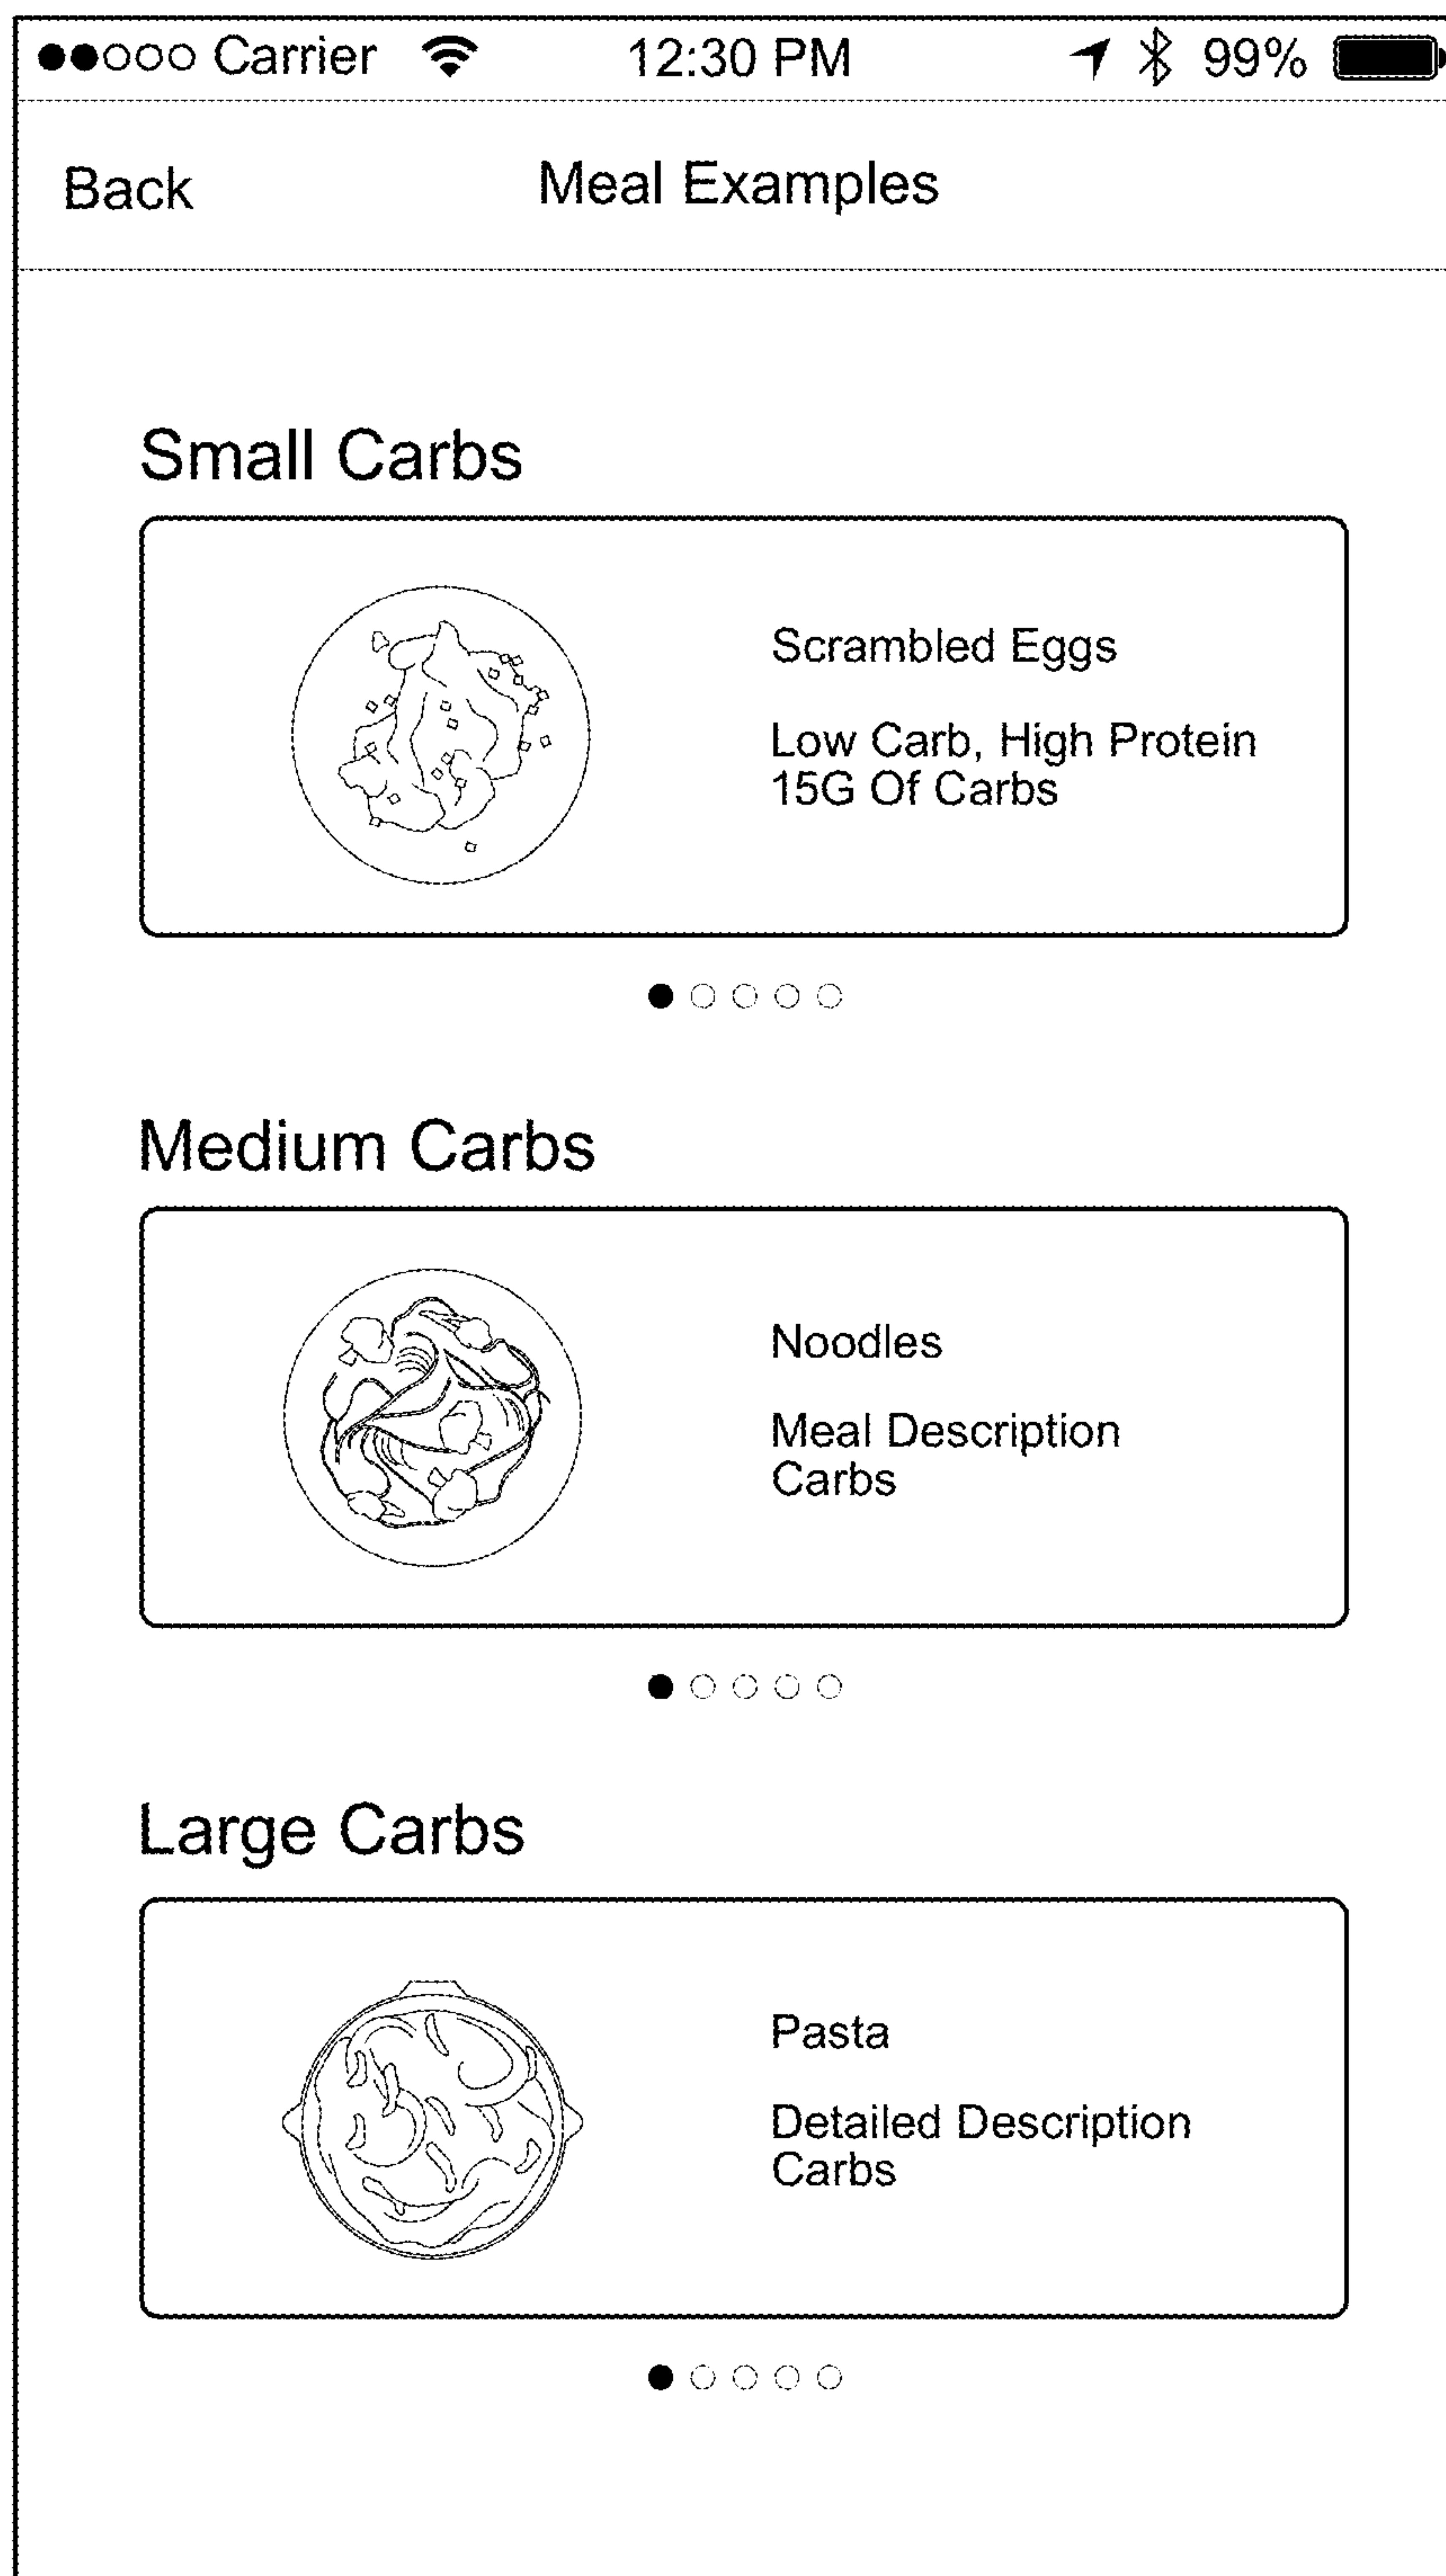 Carrier 12:30 PM 99%
Back Meal Examples
Small Carbs
Scrambled Eggs
Low Carb, High Protein
15G Of Carbs
Medium Carbs
Noodles
Meal Description
Carbs
Large Carbs
Pasta
Detailed Description
Carbs